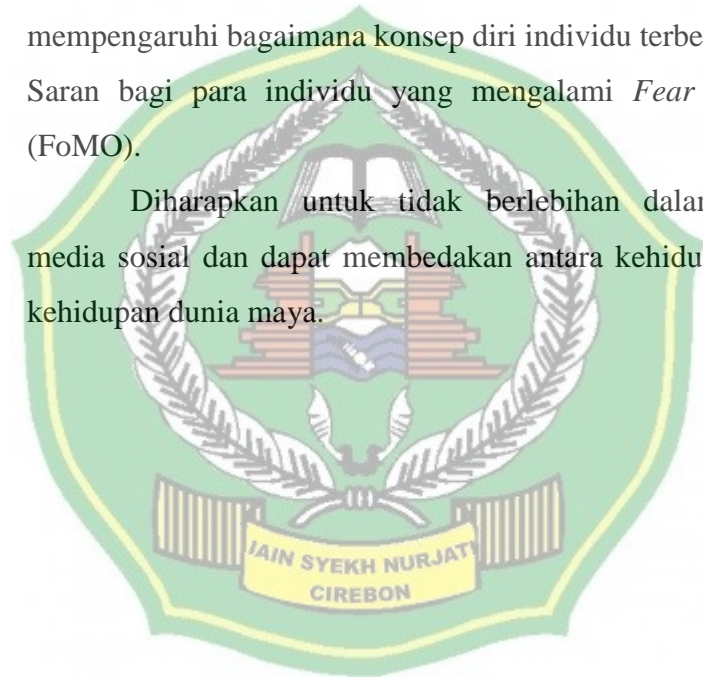 mempengaruhi bagaimana konsep diri individu terbe
Saran bagi para individu yang mengalami Fear
(FoMO).
Diharapkan untuk tidak berlebihan dalam
media sosial dan dapat membedakan antara kehidu
kehidupan dunia maya.
IAIN SYEKH NURJATI
CIREBON